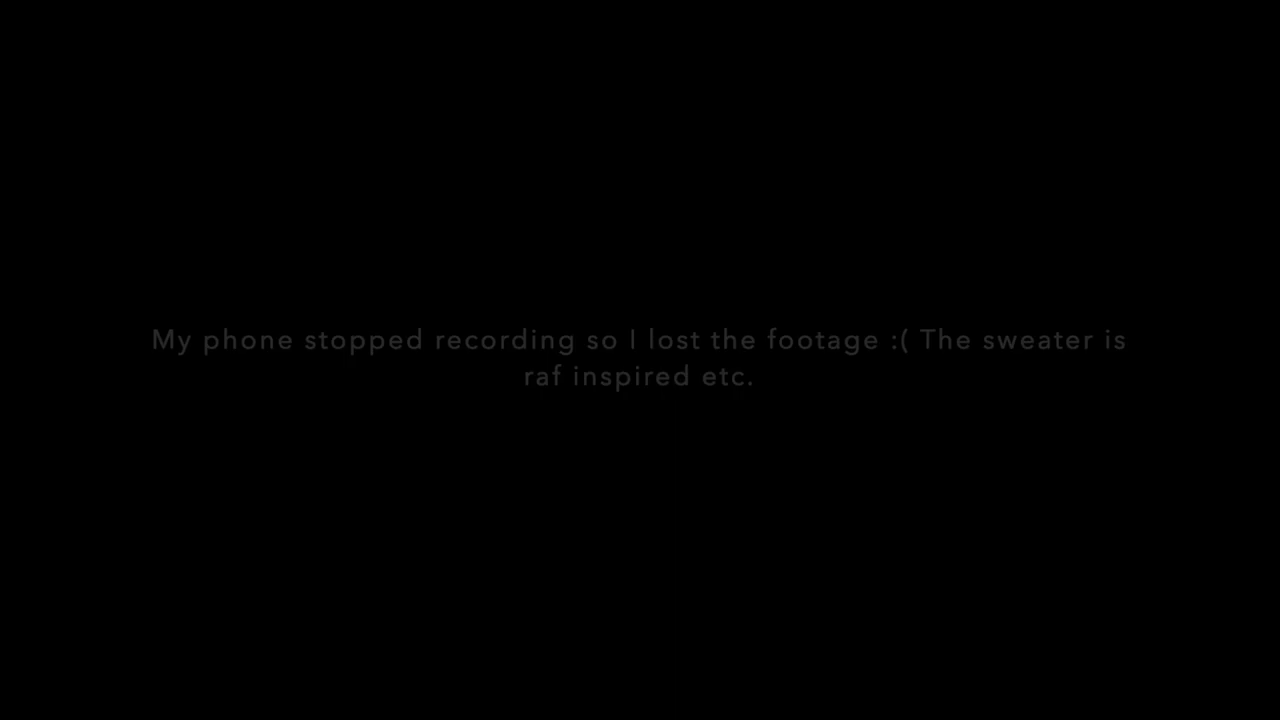 My phone stopped recording so I lost the footage :( The sweater is
raf inspired etc.